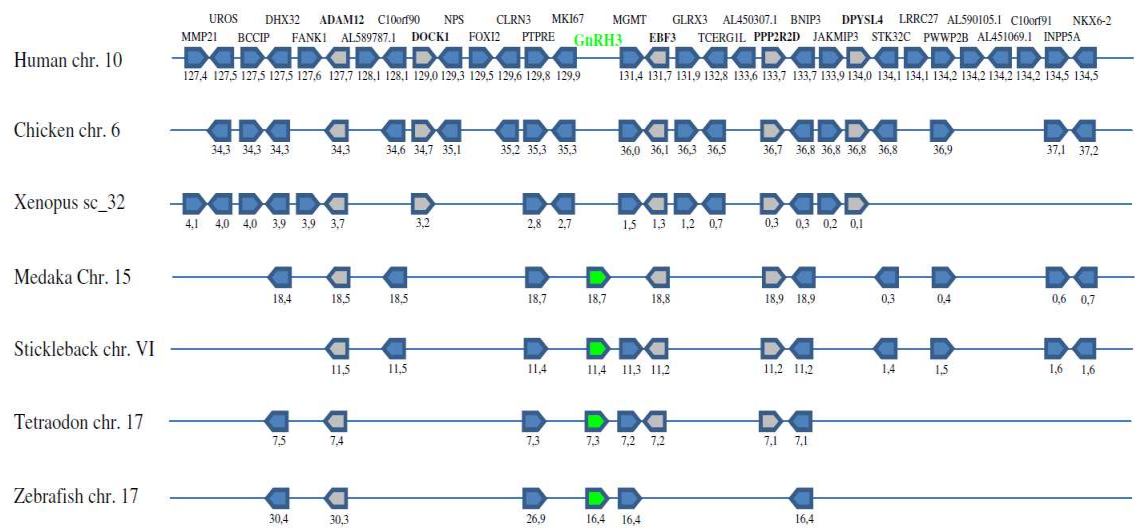 UROS DHX32 ADAM12 C10orf90 NPS CLRN3 MKI67 MGMT GLRX3 AL450307.1 BNIP3 DPYSL4 LRRC27 AL590105.1 C10orf91 NKX6-2
MMP21 BCCIP FANK1 AL589787.1 DOCK1 FOXI2 PTPRE GnRH3 EBF3 TCERG1L PPP2R2D JAKMIP3 STK32C PWWP2B AL451069.1 INPP5A
Human chr. 10
127,4 127,5 127,5 127,5 127,6 127,7 128,1 128,1 129,0 129,3 129,5 129,6 129,8 129,9 131,4 131,7 131,9 132,8 133,6 133,7 133,7 133,9 134,0 134,1 134,1 134,2 134,2 134,2 134,2 134,5 134,5
Chicken chr. 6
34,3 34,3 34,3 34,3 34,6 34,7 35,1 35,2 35,3 35,3 36,0 36,1 36,3 36,5 36,7 36,8 36,8 36,8 36,8 36,9 37,1 37,2
Xenopus sc_32
4,1 4,0 4,0 3,9 3,9 3,7 3,2 2,8 2,7 1,5 1,3 1,2 0,7 0,3 0,3 0,2 0,1
Medaka Chr. 15
18,4 18,5 18,5 18,7 18,7 18,8 18,9 18,9 0,3 0,4 0,6 0,7
Stickleback chr. VI
11,5 11,5 11,4 11,4 11,3 11,2 11,2 11,2 1,4 1,5 1,6 1,6
Tetraodon chr. 17
7,5 7,4 7,3 7,3 7,2 7,2 7,1 7,1
Zebrafish chr. 17
30,4 30,3 26,9 16,4 16,4 16,4